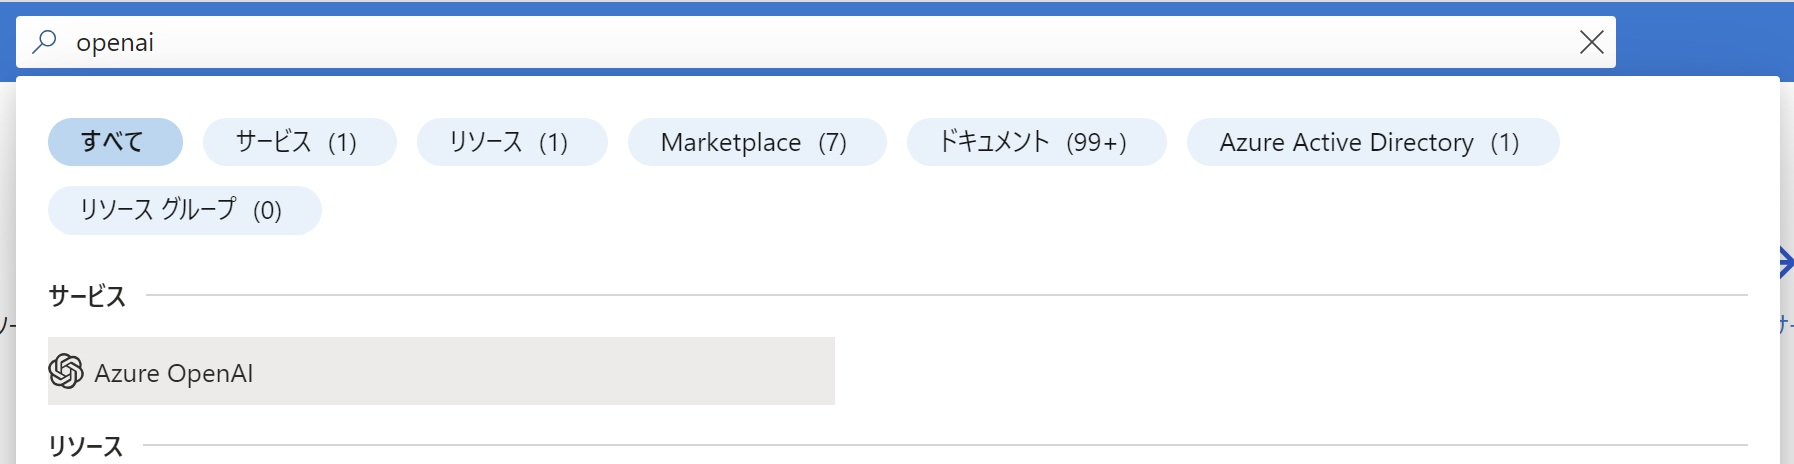 openai
すべて サービス (1) リソース (1) Marketplace (7) ドキュメント (99+) Azure Active Directory (1)
リソース グループ (0)
サービス
Azure OpenAI
リソース